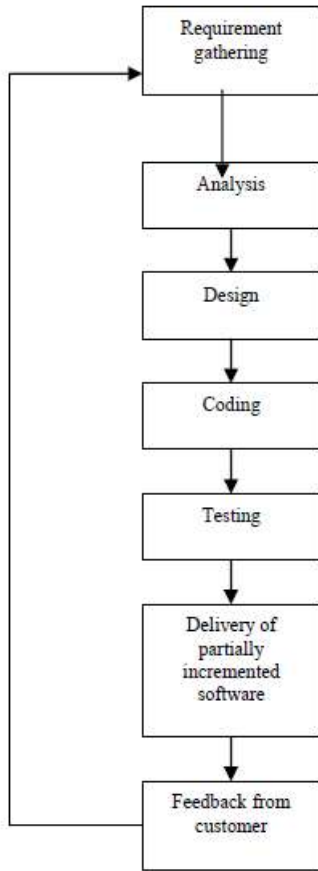 Requirement
gathering
Analysis
Design
Coding
Testing
Delivery of
partially
incremented
software
Feedback from
customer